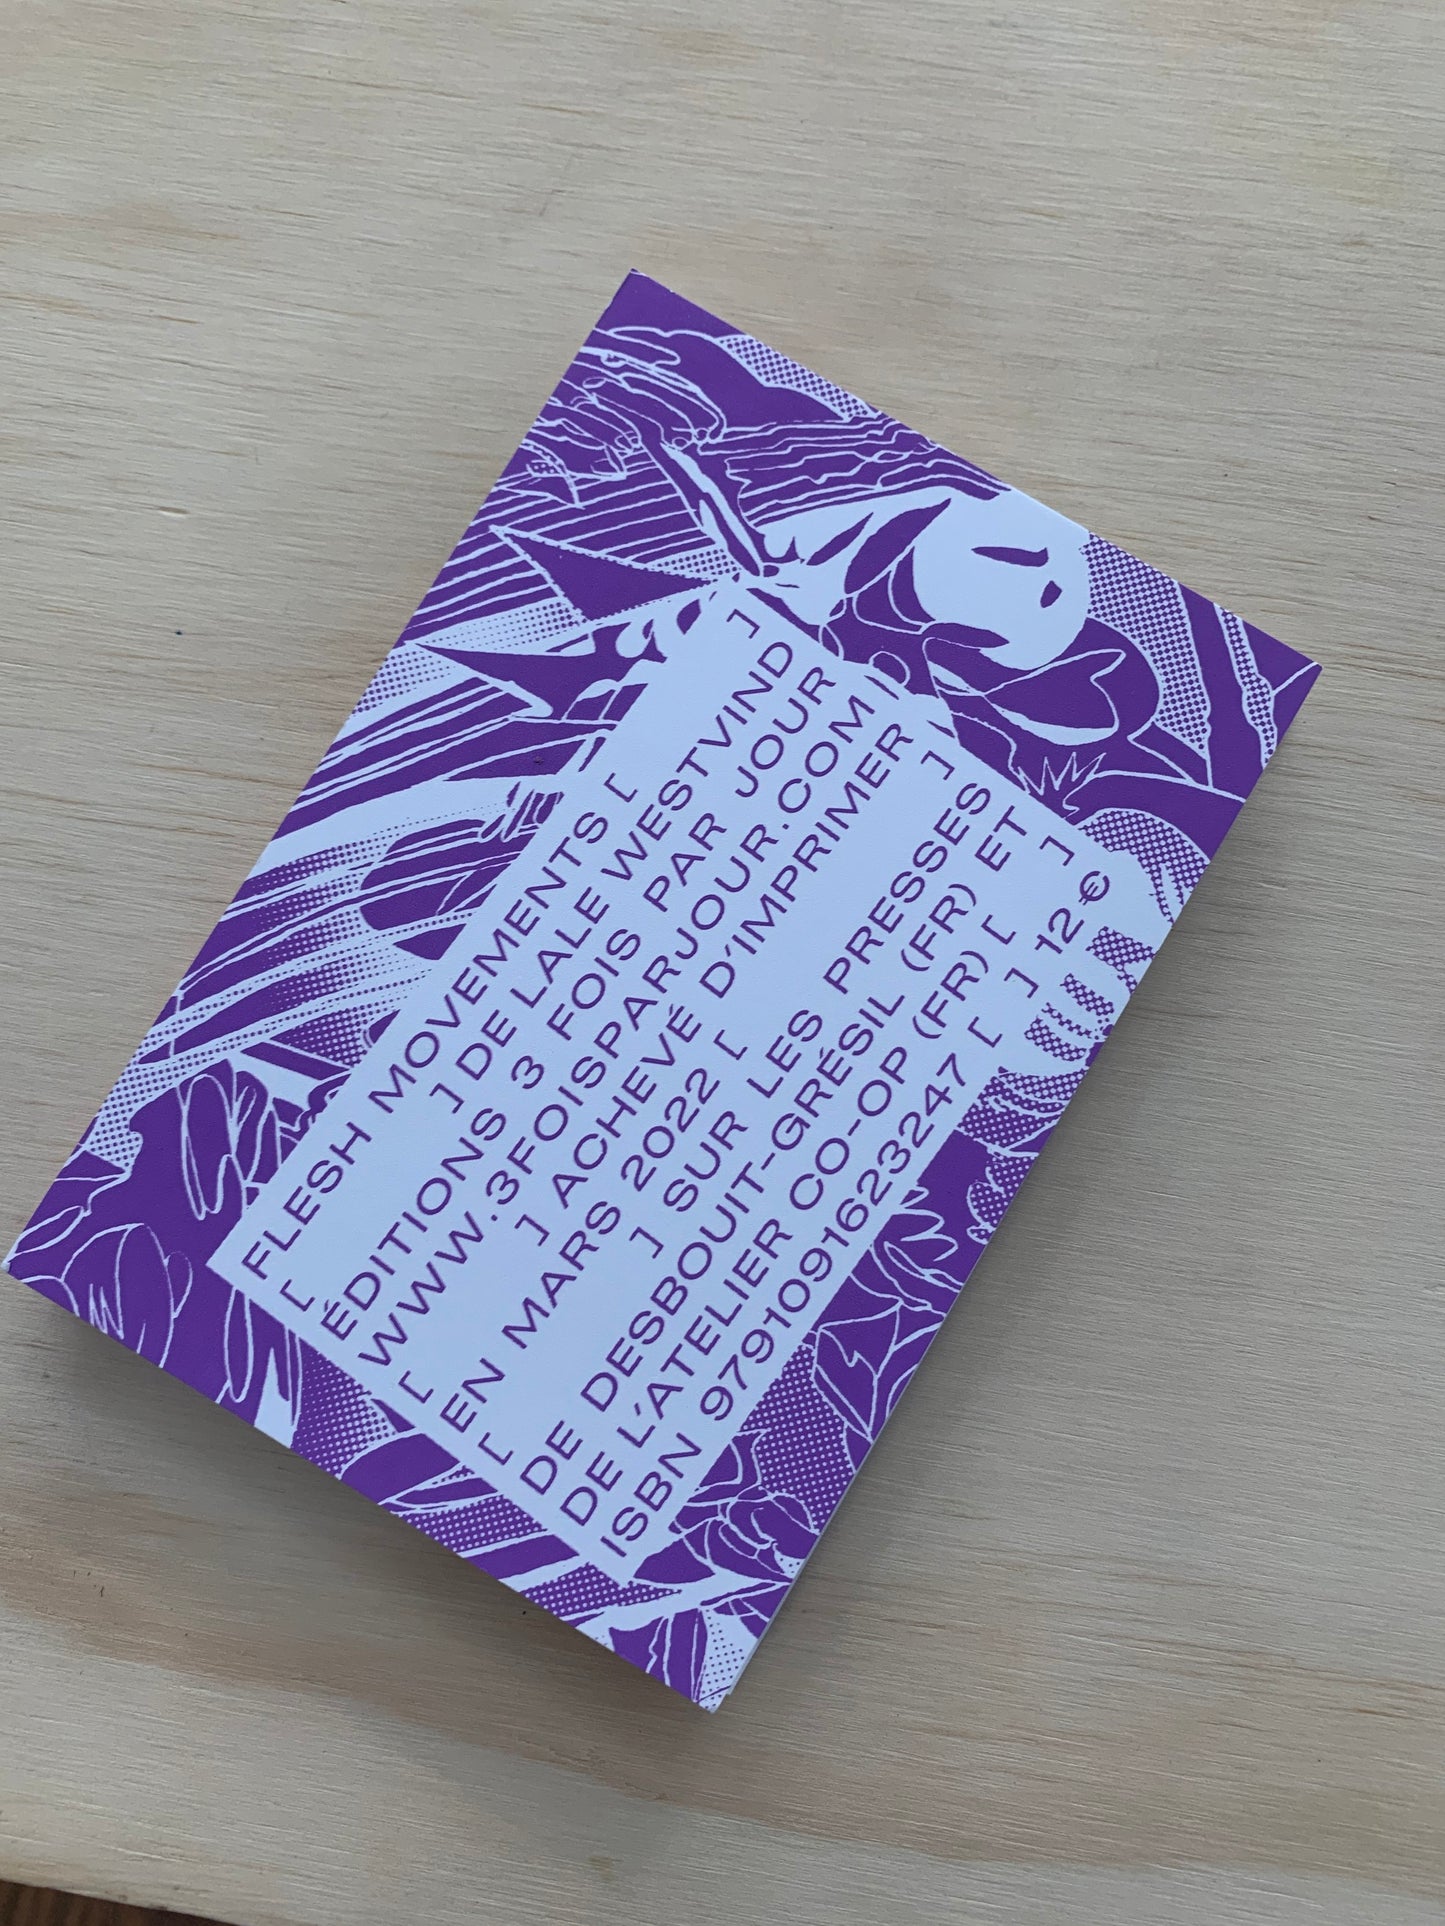 FLESH MOVEMENTS [
[ ] DE LALE WESTVIND ]
ÉDITIONS 3 FOIS PAR JOUR
WWW.3FOISPARJOUR.COM
[ ] ACHEVÉ D'IMPRIMER
EN MARS 2022 [ ]
[ ] SUR LES PRESSES
DE DESBOUIT-GRÉSIL (FR) ET
DE L'ATELIER CO-OP (FR) [ ]
ISBN 9791091623247 [ ] 12 €